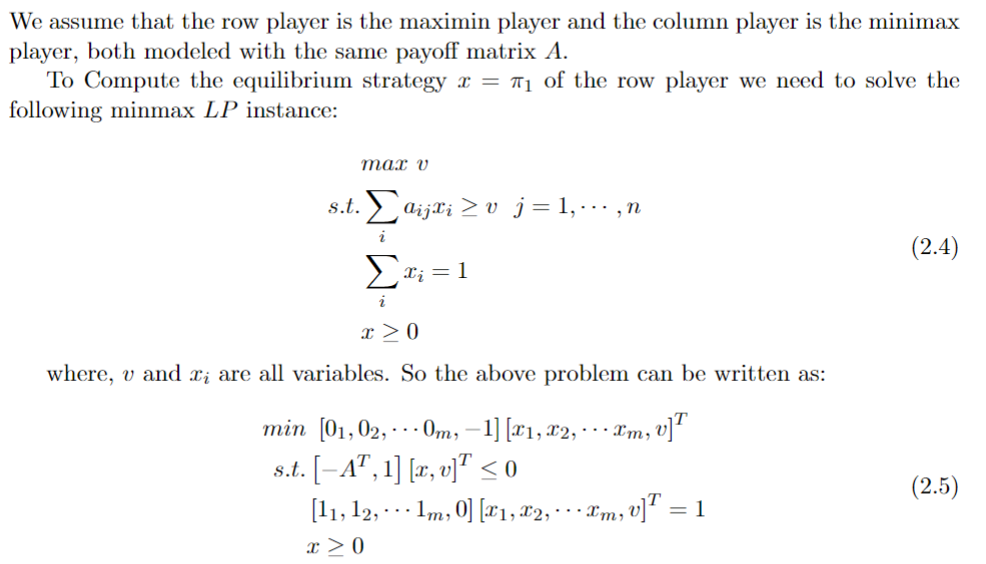 We assume that the row player is the maximin player and the column player is the minimax
player, both modeled with the same payoff matrix A.
To Compute the equilibrium strategy x = π₁ of the row player we need to solve the
following minmax LP instance:
max v
s.t. ∑ᵢ aᵢⱼxᵢ ≥ v j = 1, ⋯ , n
∑ᵢ xᵢ = 1
x ≥ 0
(2.4)
where, v and xᵢ are all variables. So the above problem can be written as:
min [0₁, 0₂, ⋯ 0ₘ, −1] [x₁, x₂, ⋯ xₘ, v]ᵀ
s.t. [−Aᵀ, 1] [x, v]ᵀ ≤ 0
[1₁, 1₂, ⋯ 1ₘ, 0] [x₁, x₂, ⋯ xₘ, v]ᵀ = 1
x ≥ 0
(2.5)